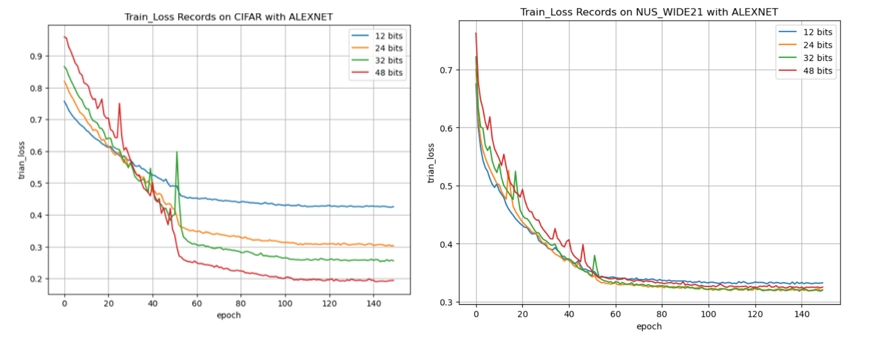 Train_Loss Records on CIFAR with ALEXNET
trian_loss
0.9
0.8
0.7
0.6
0.5
0.4
0.3
0.2
12 bits
24 bits
32 bits
48 bits
0 20 40 60 80 100 120 140
epoch
Train_Loss Records on NUS_WIDE21 with ALEXNET
trian_loss
0.7
0.6
0.5
0.4
0.3
12 bits
24 bits
32 bits
48 bits
0 20 40 60 80 100 120 140
epoch